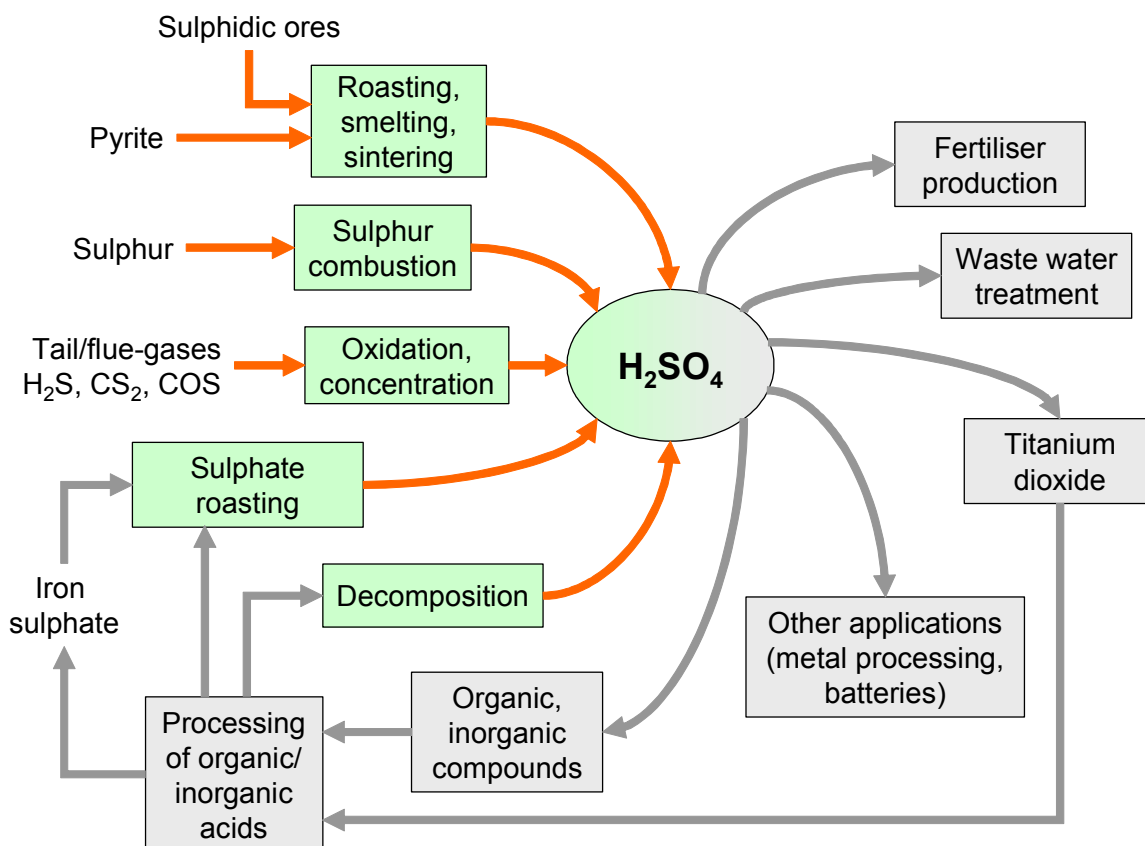 Sulphidic ores
Pyrite
Roasting,
smelting,
sintering
Fertiliser
production
Sulphur
Sulphur
combustion
Waste water
treatment
Tail/flue-gases
H₂S, CS₂, COS
Oxidation,
concentration
H₂SO₄
Titanium
dioxide
Sulphate
roasting
Iron
sulphate
Decomposition
Other applications
(metal processing,
batteries)
Organic,
inorganic
compounds
Processing
of organic/
inorganic
acids